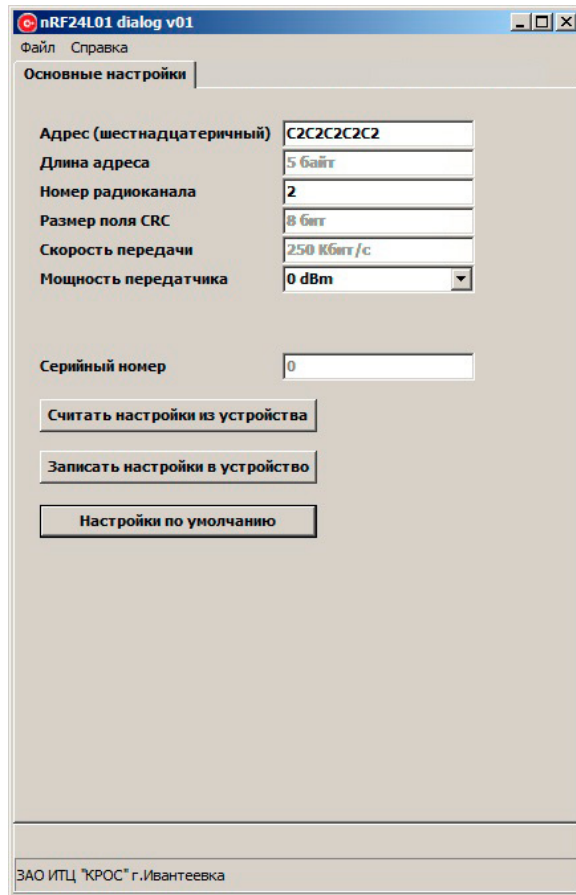 nRF24L01 dialog v01
Файл Справка
Основные настройки
Адрес (шестнадцатеричный) C2C2C2C2C2
Длина адреса 5 байт
Номер радиоканала 2
Размер поля CRC 8 бит
Скорость передачи 250 Кбит/с
Мощность передатчика 0 dBm
Серийный номер 0
Считать настройки из устройства
Записать настройки в устройство
Настройки по умолчанию
ЗАО ИТЦ "КРОС" г.Ивантеевка